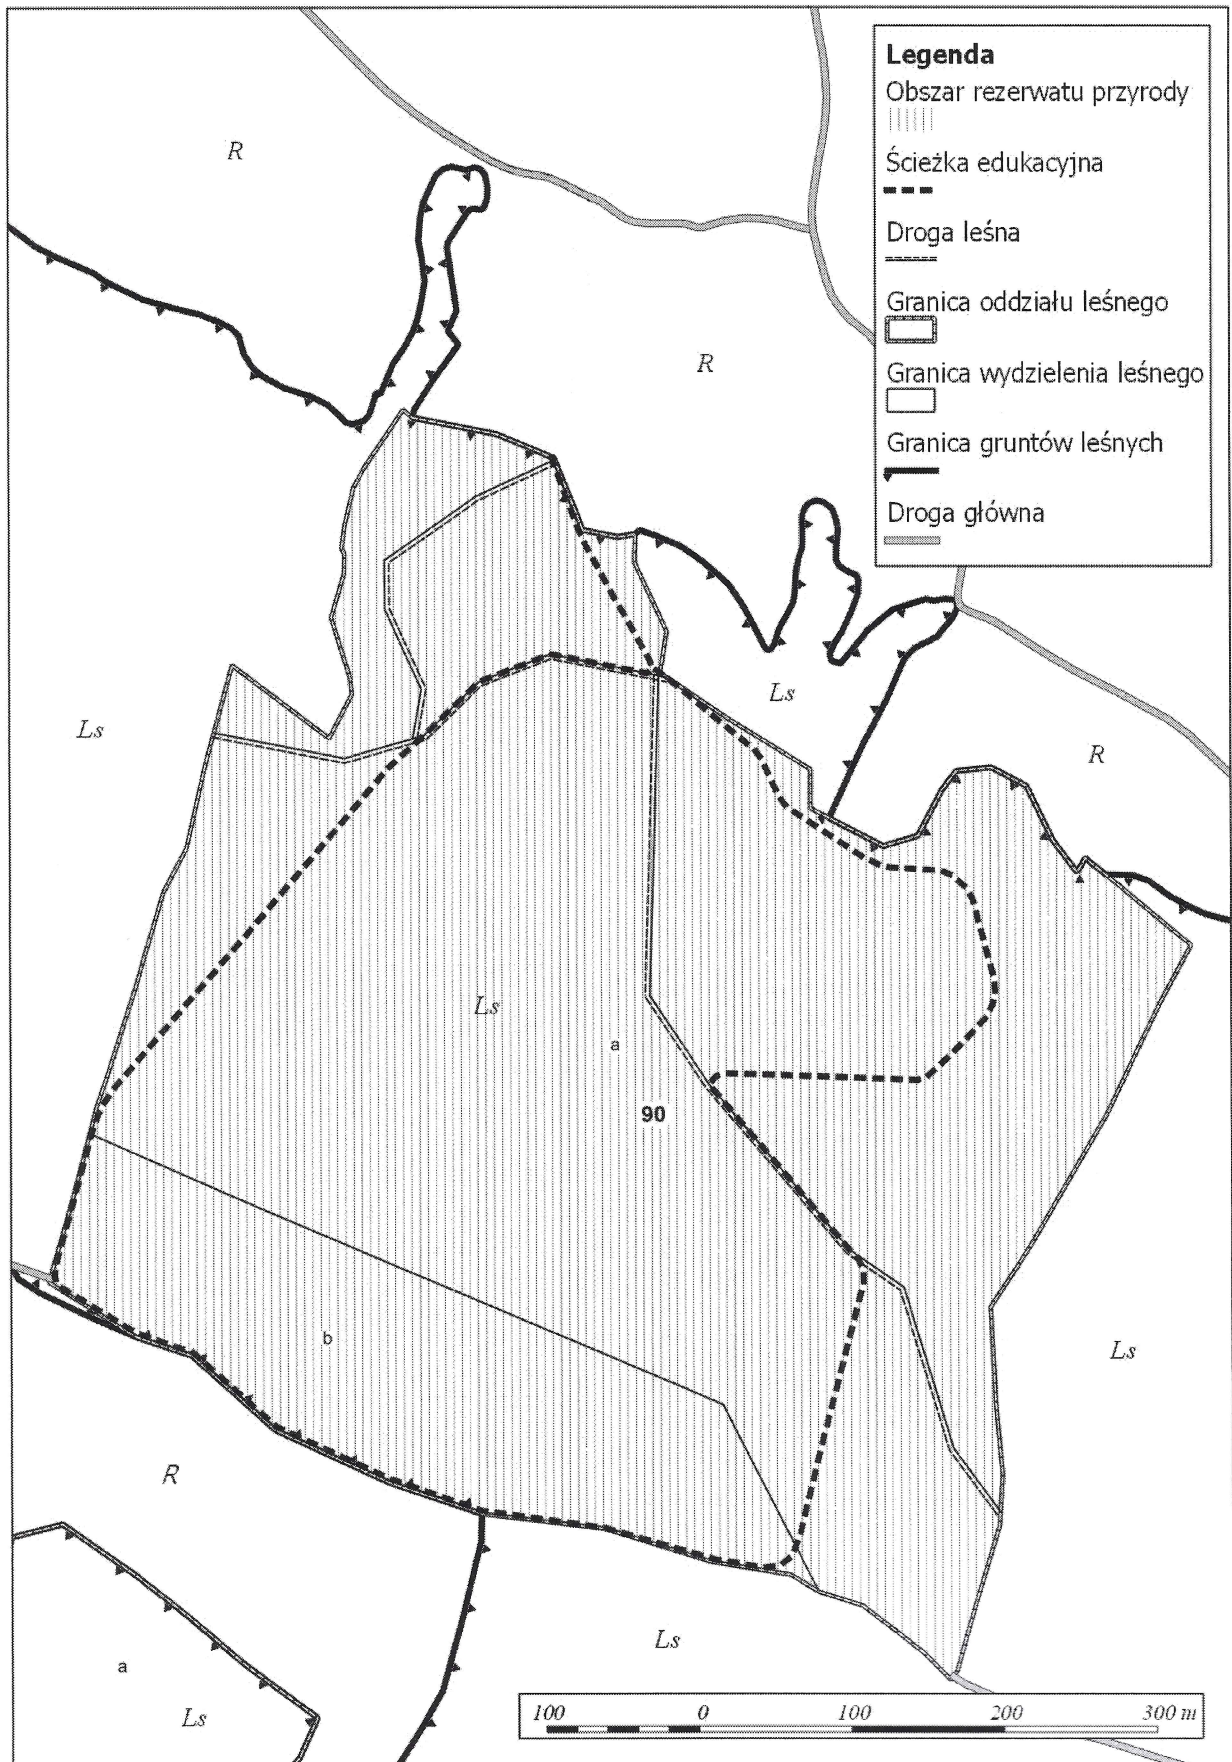 Legenda
Obszar rezerwatu przyrody
Ścieżka edukacyjna
Droga leśna
Granica oddziału leśnego
Granica wydzielenia leśnego
Granica gruntów leśnych
Droga główna
R
R
Ls
Ls
R
Ls
a
90
b
Ls
R
Ls
a
Ls
100 0 100 200 300 m